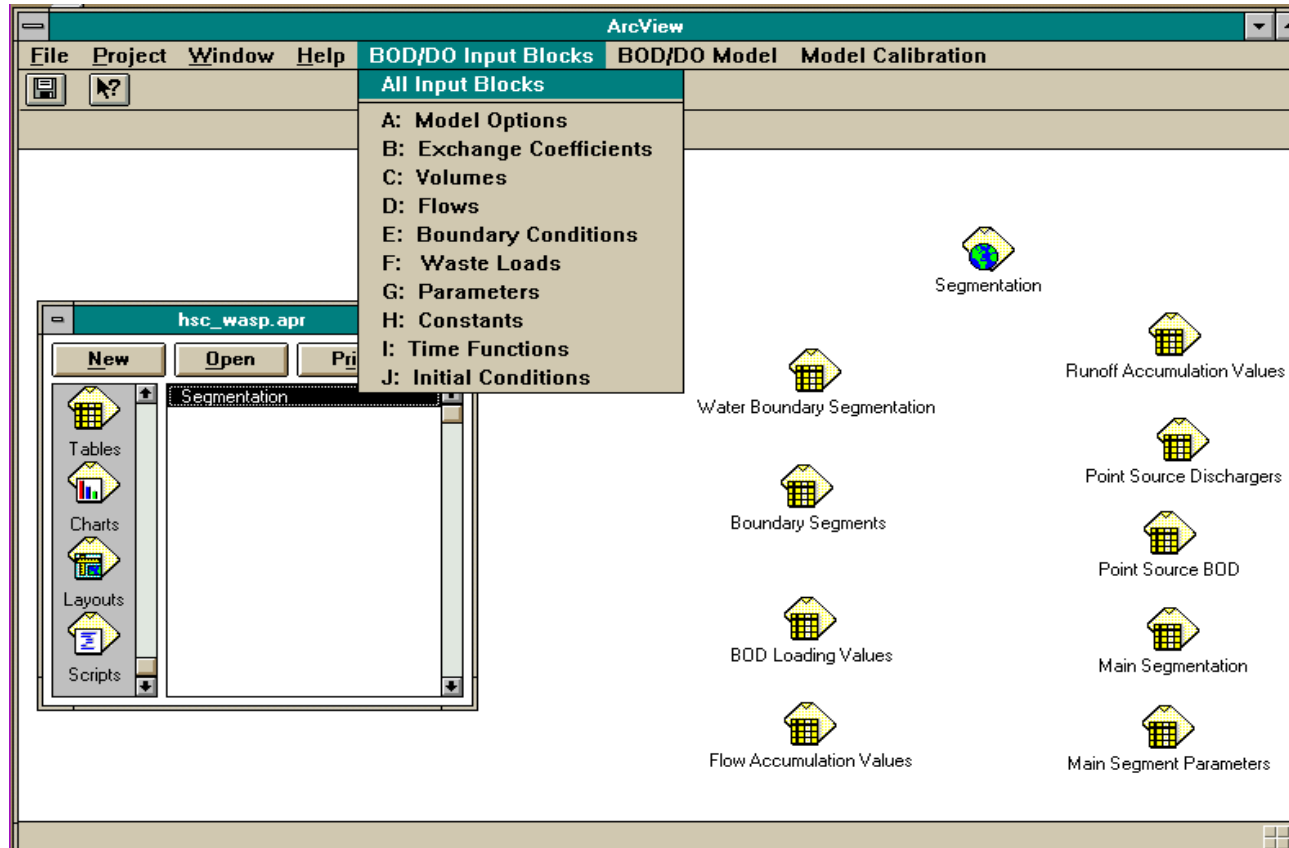 ArcView
File Project Window Help BOD/DO Input Blocks BOD/DO Model Model Calibration
All Input Blocks
A: Model Options
B: Exchange Coefficients
C: Volumes
D: Flows
E: Boundary Conditions
F: Waste Loads
G: Parameters
H: Constants
I: Time Functions
J: Initial Conditions
hsc_wasp.apr
New Open Pri
Segmentation
Tables
Charts
Layouts
Scripts
Segmentation
Runoff Accumulation Values
Water Boundary Segmentation
Point Source Dischargers
Boundary Segments
Point Source BOD
BOD Loading Values
Main Segmentation
Flow Accumulation Values
Main Segment Parameters